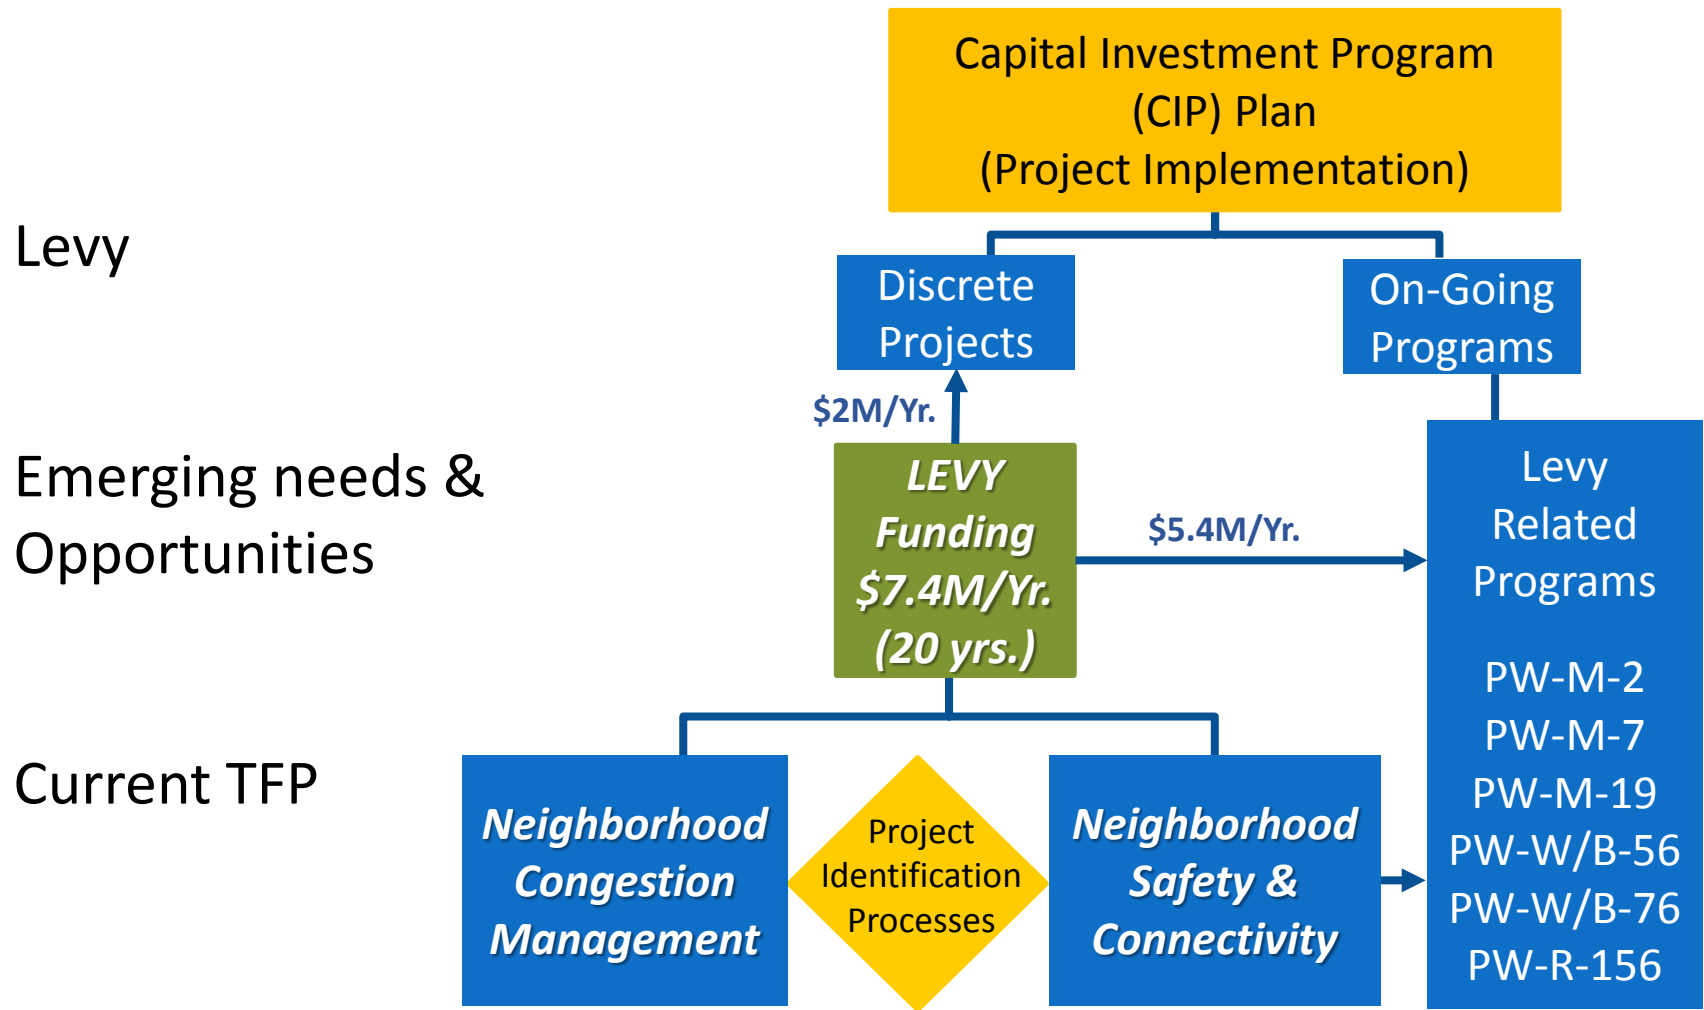 Capital Investment Program
(CIP) Plan
(Project Implementation)
Levy
Discrete
Projects
On-Going
Programs
$2M/Yr.
Emerging needs &
Opportunities
LEVY
Funding
$7.4M/Yr.
(20 yrs.)
$5.4M/Yr.
Levy
Related
Programs
PW-M-2
PW-M-7
PW-M-19
PW-W/B-56
PW-W/B-76
PW-R-156
Current TFP
Neighborhood
Congestion
Management
Project
Identification
Processes
Neighborhood
Safety &
Connectivity